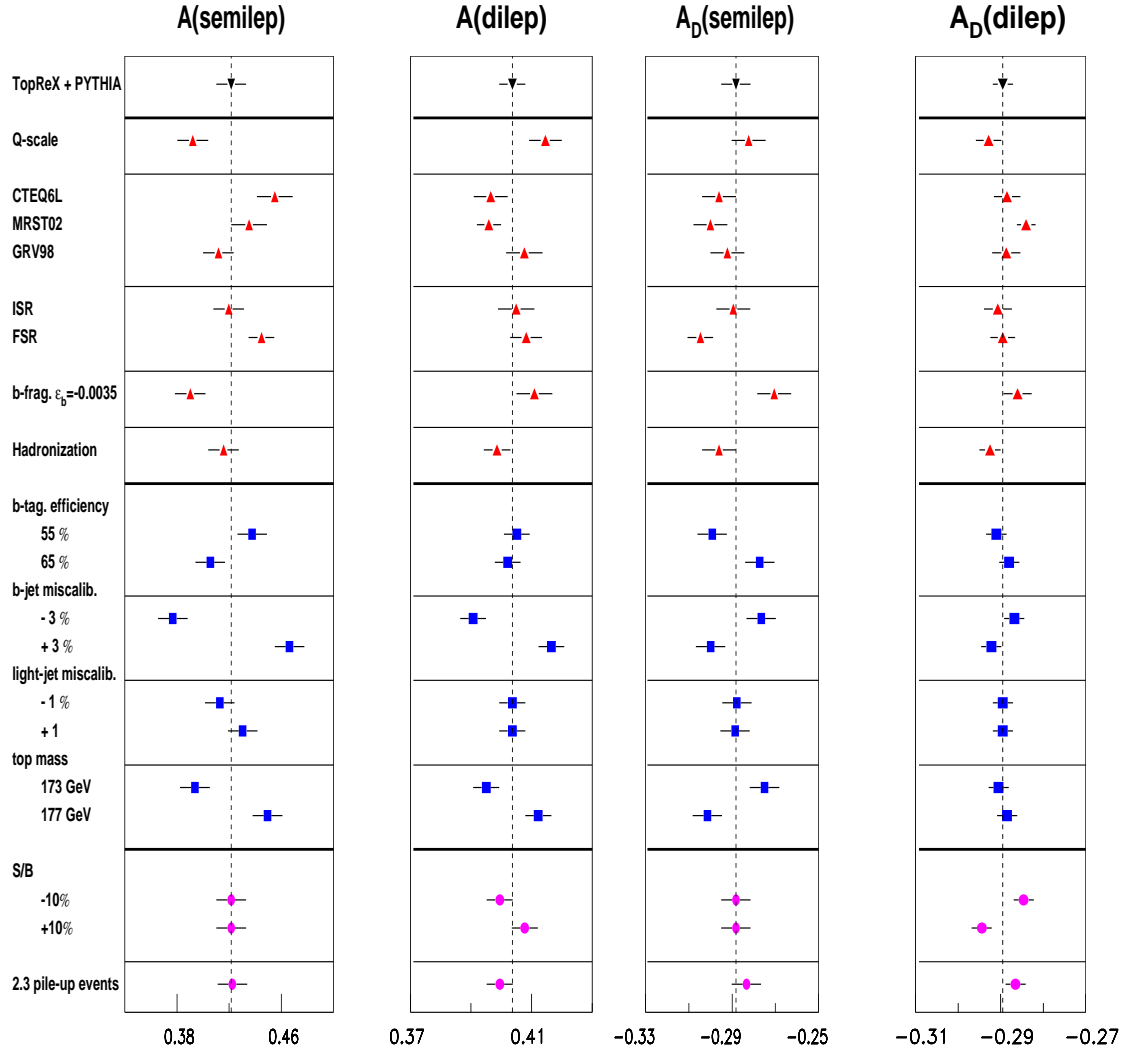 A(semilep) A(dilep) A_D(semilep) A_D(dilep)
TopReX + PYTHIA
Q-scale
CTEQ6L
MRST02
GRV98
ISR
FSR
b-frag. ε_b=-0.0035
Hadronization
b-tag. efficiency
55 %
65 %
b-jet miscalib.
- 3 %
+ 3 %
light-jet miscalib.
- 1 %
+ 1
top mass
173 GeV
177 GeV
S/B
-10%
+10%
2.3 pile-up events
0.38 0.46 0.37 0.41 −0.33 −0.29 −0.25 −0.31 −0.29 −0.27